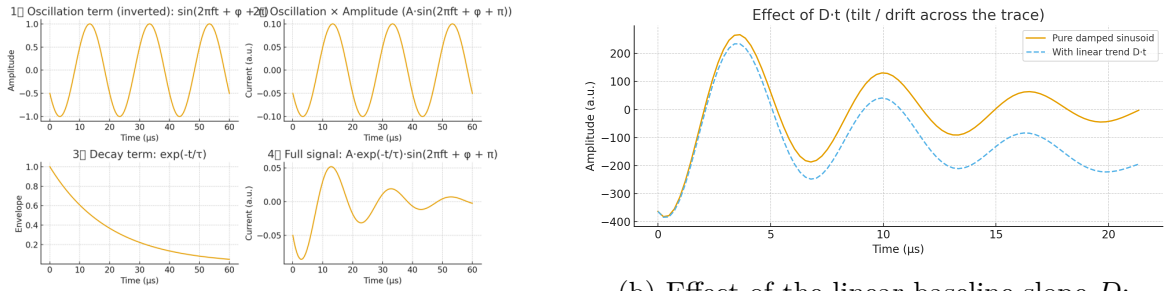 1▯ Oscillation term (inverted): sin(2πft + φ + π)
1.0
0.5
0.0
−0.5
−1.0
Amplitude
0 10 20 30 40 50 60
Time (μs)
2▯ Oscillation × Amplitude (A·sin(2πft + φ + π))
0.10
0.05
0.00
−0.05
−0.10
Current (a.u.)
0 10 20 30 40 50 60
Time (μs)
3▯ Decay term: exp(-t/τ)
1.0
0.8
0.6
0.4
0.2
Envelope
0 10 20 30 40 50 60
Time (μs)
4▯ Full signal: A·exp(-t/τ)·sin(2πft + φ + π)
0.05
0.00
−0.05
Current (a.u.)
0 10 20 30 40 50 60
Time (μs)
Effect of D·t (tilt / drift across the trace)
Pure damped sinusoid
With linear trend D·t
200
100
0
−100
−200
−300
−400
Amplitude (a.u.)
0 5 10 15 20
Time (μs)
(b) Effect of the linear baseline slope D: